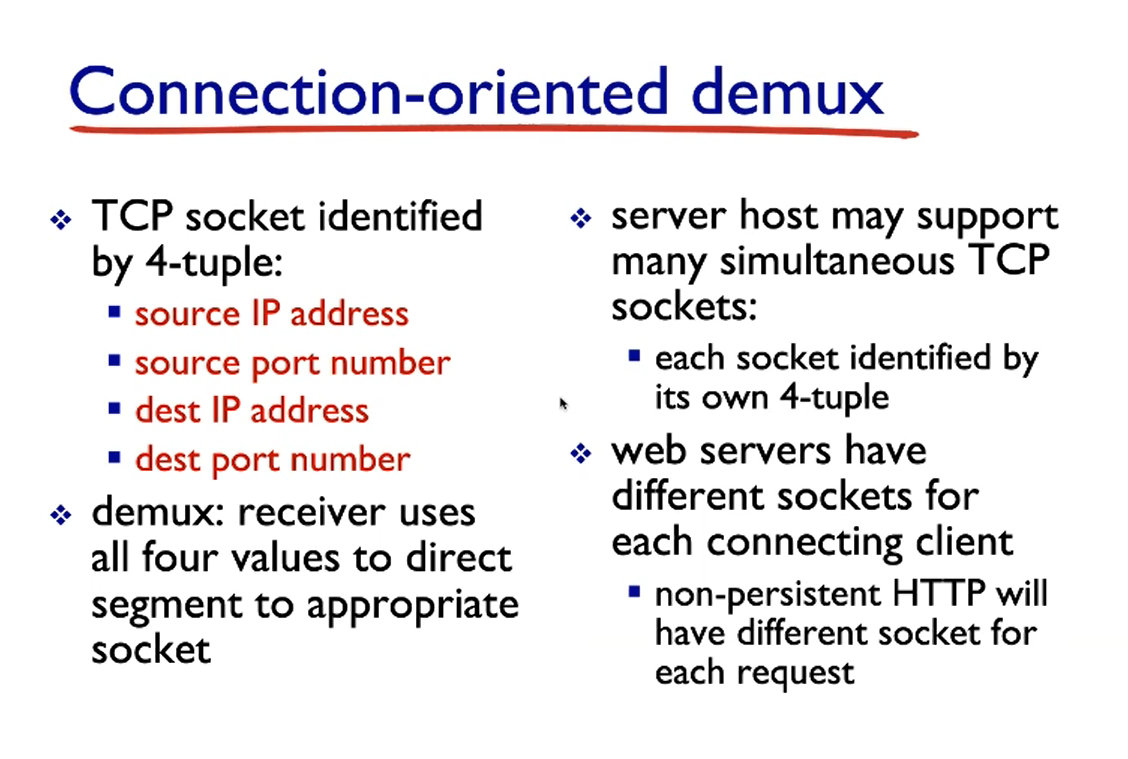 Connection-oriented demux
TCP socket identified
by 4-tuple:
source IP address
source port number
dest IP address
dest port number
demux: receiver uses
all four values to direct
segment to appropriate
socket
server host may support
many simultaneous TCP
sockets:
each socket identified by
its own 4-tuple
web servers have
different sockets for
each connecting client
non-persistent HTTP will
have different socket for
each request